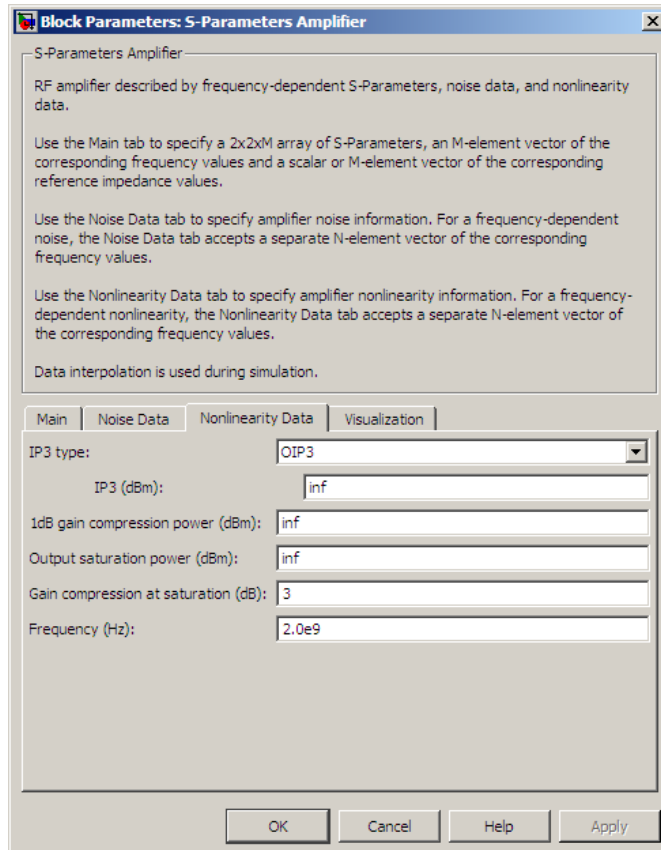 Block Parameters: S-Parameters Amplifier
S-Parameters Amplifier
RF amplifier described by frequency-dependent S-Parameters, noise data, and nonlinearity
data.
Use the Main tab to specify a 2x2xM array of S-Parameters, an M-element vector of the
corresponding frequency values and a scalar or M-element vector of the corresponding
reference impedance values.
Use the Noise Data tab to specify amplifier noise information. For a frequency-dependent
noise, the Noise Data tab accepts a separate N-element vector of the corresponding
frequency values.
Use the Nonlinearity Data tab to specify amplifier nonlinearity information. For a frequency-
dependent nonlinearity, the Nonlinearity Data tab accepts a separate N-element vector of
the corresponding frequency values.
Data interpolation is used during simulation.
Main Noise Data Nonlinearity Data Visualization
IP3 type: OIP3
IP3 (dBm): inf
1dB gain compression power (dBm): inf
Output saturation power (dBm): inf
Gain compression at saturation (dB): 3
Frequency (Hz): 2.0e9
OK Cancel Help Apply